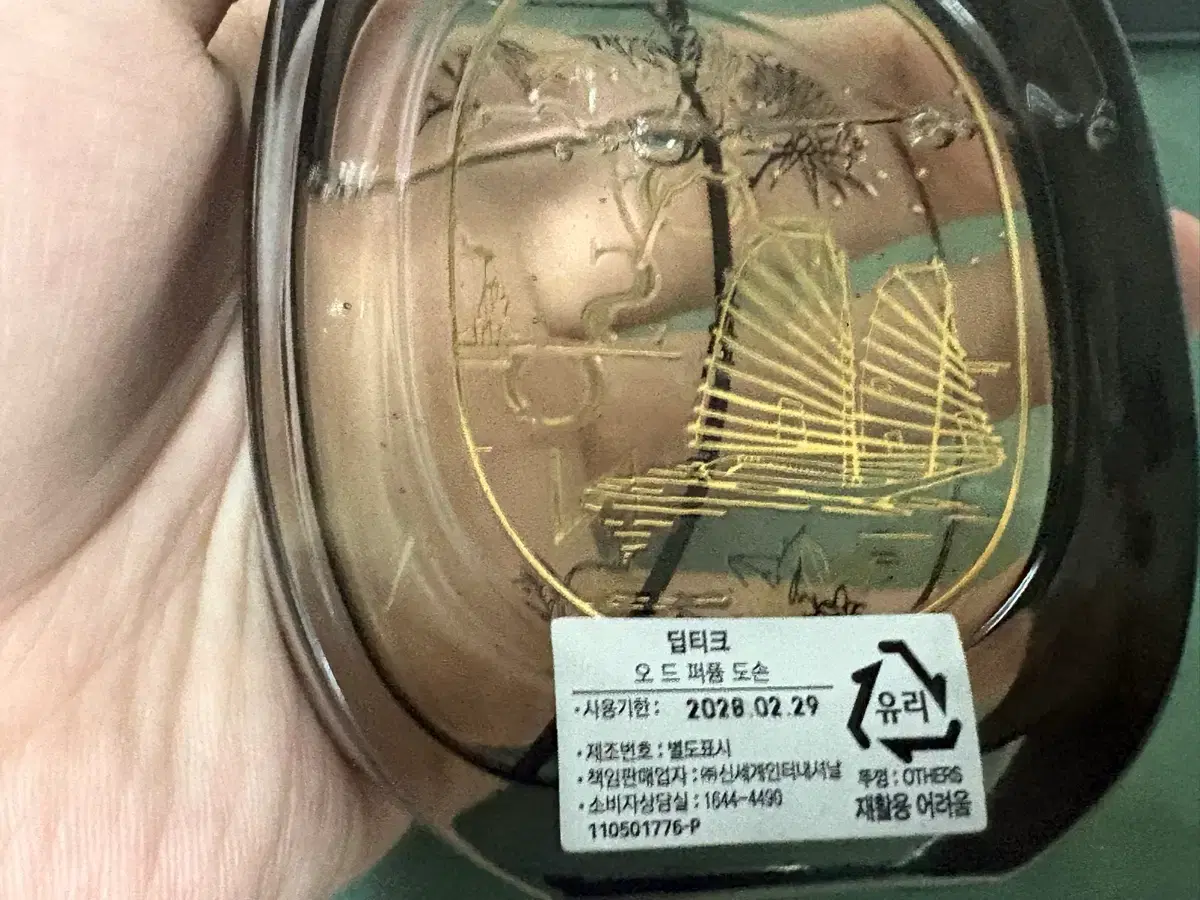 딥티크
오 드 퍼퓸 도손
·사용기한 : 2028.02.29
·제조번호 : 별도표시
·책임판매업자 : ㈜신세계인터내셔날
·소비자상담실 : 1644-4490
110501776-P
유리
뚜껑 : OTHERS
재활용 어려움